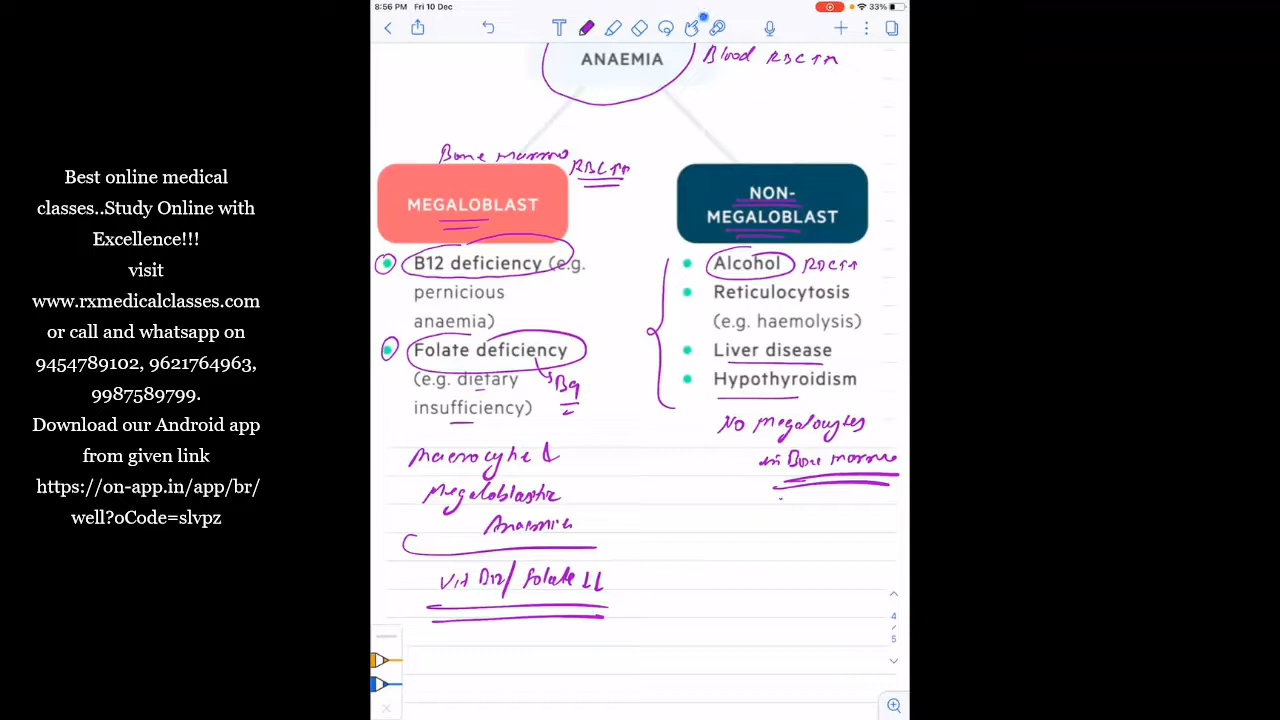 8:56 PM Fri 10 Dec
33%
ANAEMIA
Blood RBC↑↑
Bone marrow
RBC↑↑
MEGALOBLAST
NON-
MEGALOBLAST
B12 deficiency (e.g.
pernicious
anaemia)
Folate deficiency
(e.g. dietary
insufficiency)
B9
Alcohol RBC↑↑
Reticulocytosis
(e.g. haemolysis)
Liver disease
Hypothyroidism
No Megalocytes
in Bone marrow
Megaloblastic
Anaemia
Vit B12/ Folate ↓↓
4
5
Best online medical
classes..Study Online with
Excellence!!!
visit
www.rxmedicalclasses.com
or call and whatsapp on
9454789102, 9621764963,
9987589799.
Download our Android app
from given link
https://on-app.in/app/br/
well?oCode=slvpz